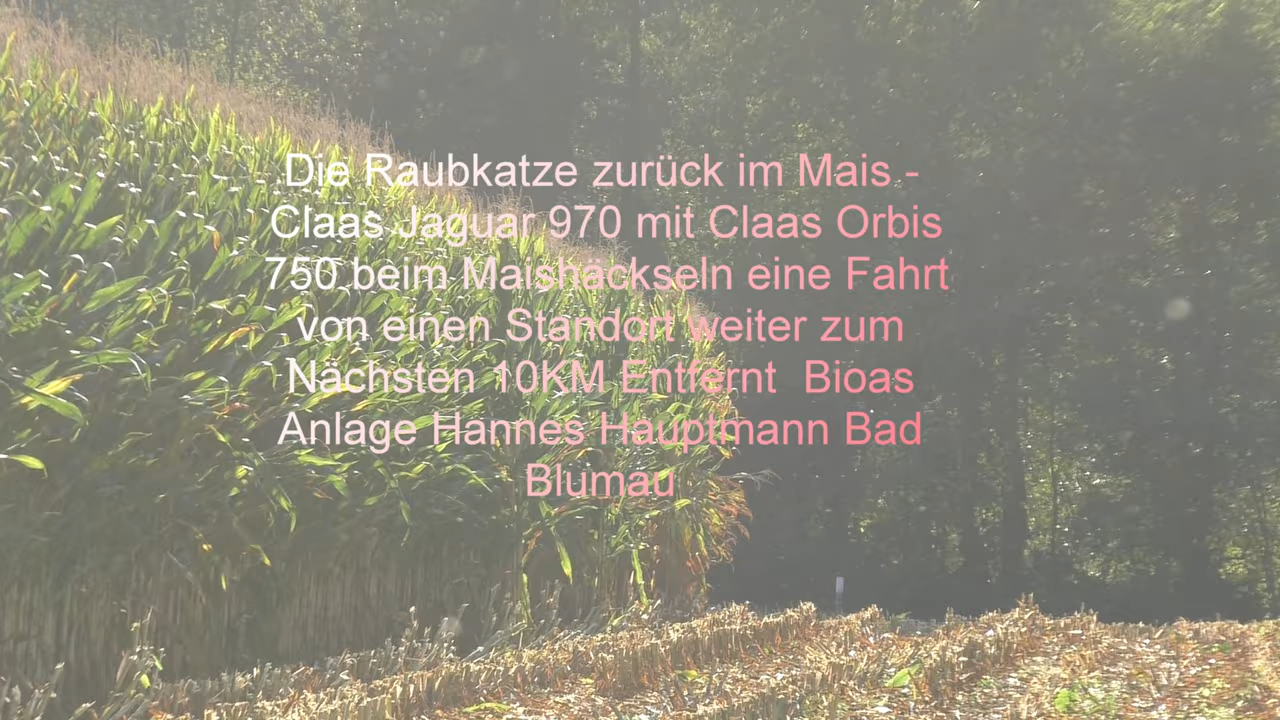 Die Raubkatze zurück im Mais -
Claas Jaguar 970 mit Claas Orbis
750 beim Maishäckseln eine Fahrt
von einen Standort weiter zum
Nächsten 10KM Entfernt  Bioas
Anlage Hannes Hauptmann Bad
Blumau